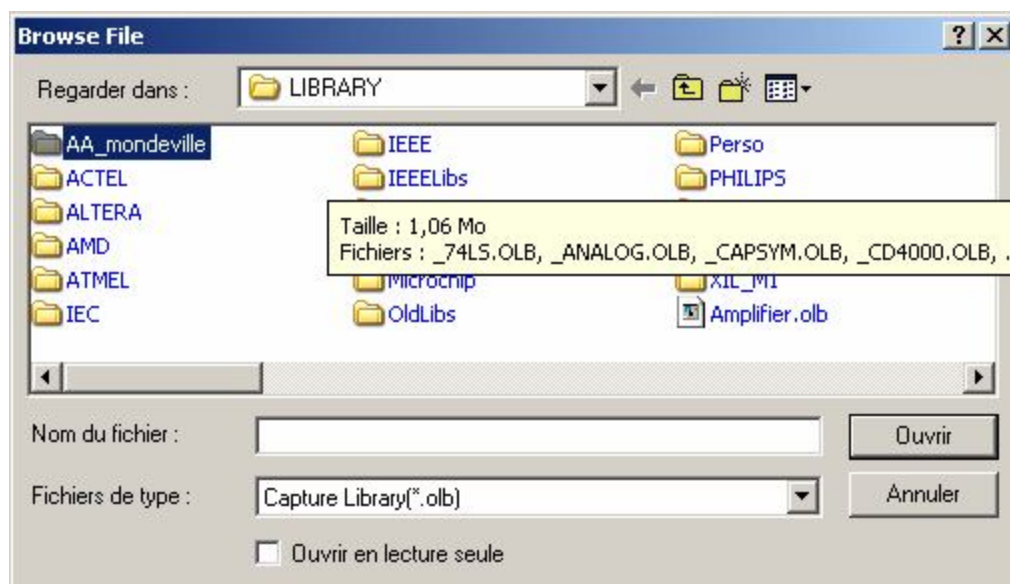 Browse File
Regarder dans :
LIBRARY
AA_mondeville
ACTEL
ALTERA
AMD
ATMEL
IEC
IEEE
IEEELibs
Microchip
OldLibs
Perso
PHILIPS
XIL_M1
Amplifier.olb
Taille : 1,06 Mo
Fichiers : _74LS.OLB, _ANALOG.OLB, _CAPSYM.OLB, _CD4000.OLB, .
Nom du fichier :
Ouvrir
Fichiers de type :
Capture Library(*.olb)
Annuler
Ouvrir en lecture seule